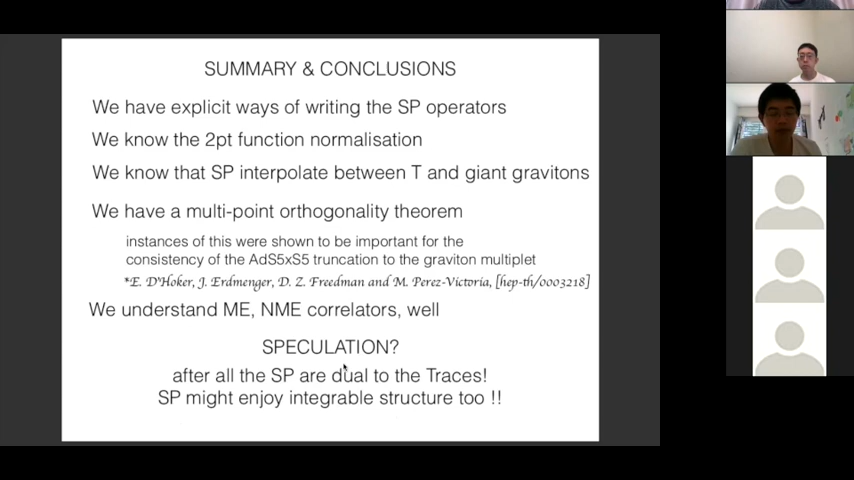 SUMMARY & CONCLUSIONS
We have explicit ways of writing the SP operators
We know the 2pt function normalisation
We know that SP interpolate between T and giant gravitons
We have a multi-point orthogonality theorem
instances of this were shown to be important for the
consistency of the AdS5xS5 truncation to the graviton multiplet
*E. D'Hoker, J. Erdmenger, D. Z. Freedman and M. Perez-Victoria, [hep-th/0003218]
We understand ME, NME correlators, well
SPECULATION?
after all the SP are dual to the Traces!
SP might enjoy integrable structure too !!